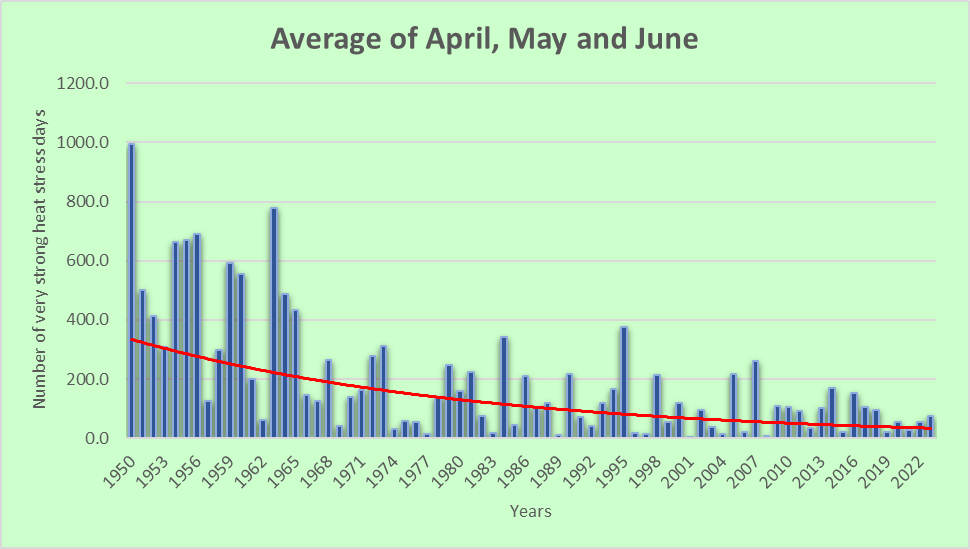 Average of April, May and June
Number of very strong heat stress days
1200.0
1000.0
800.0
600.0
400.0
200.0
0.0
1950 1953 1956 1959 1962 1965 1968 1971 1974 1977 1980 1983 1986 1989 1992 1995 1998 2001 2004 2007 2010 2013 2016 2019 2022
Years